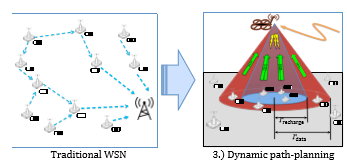 r_recharge
r_data
Traditional WSN
3.) Dynamic path-planning